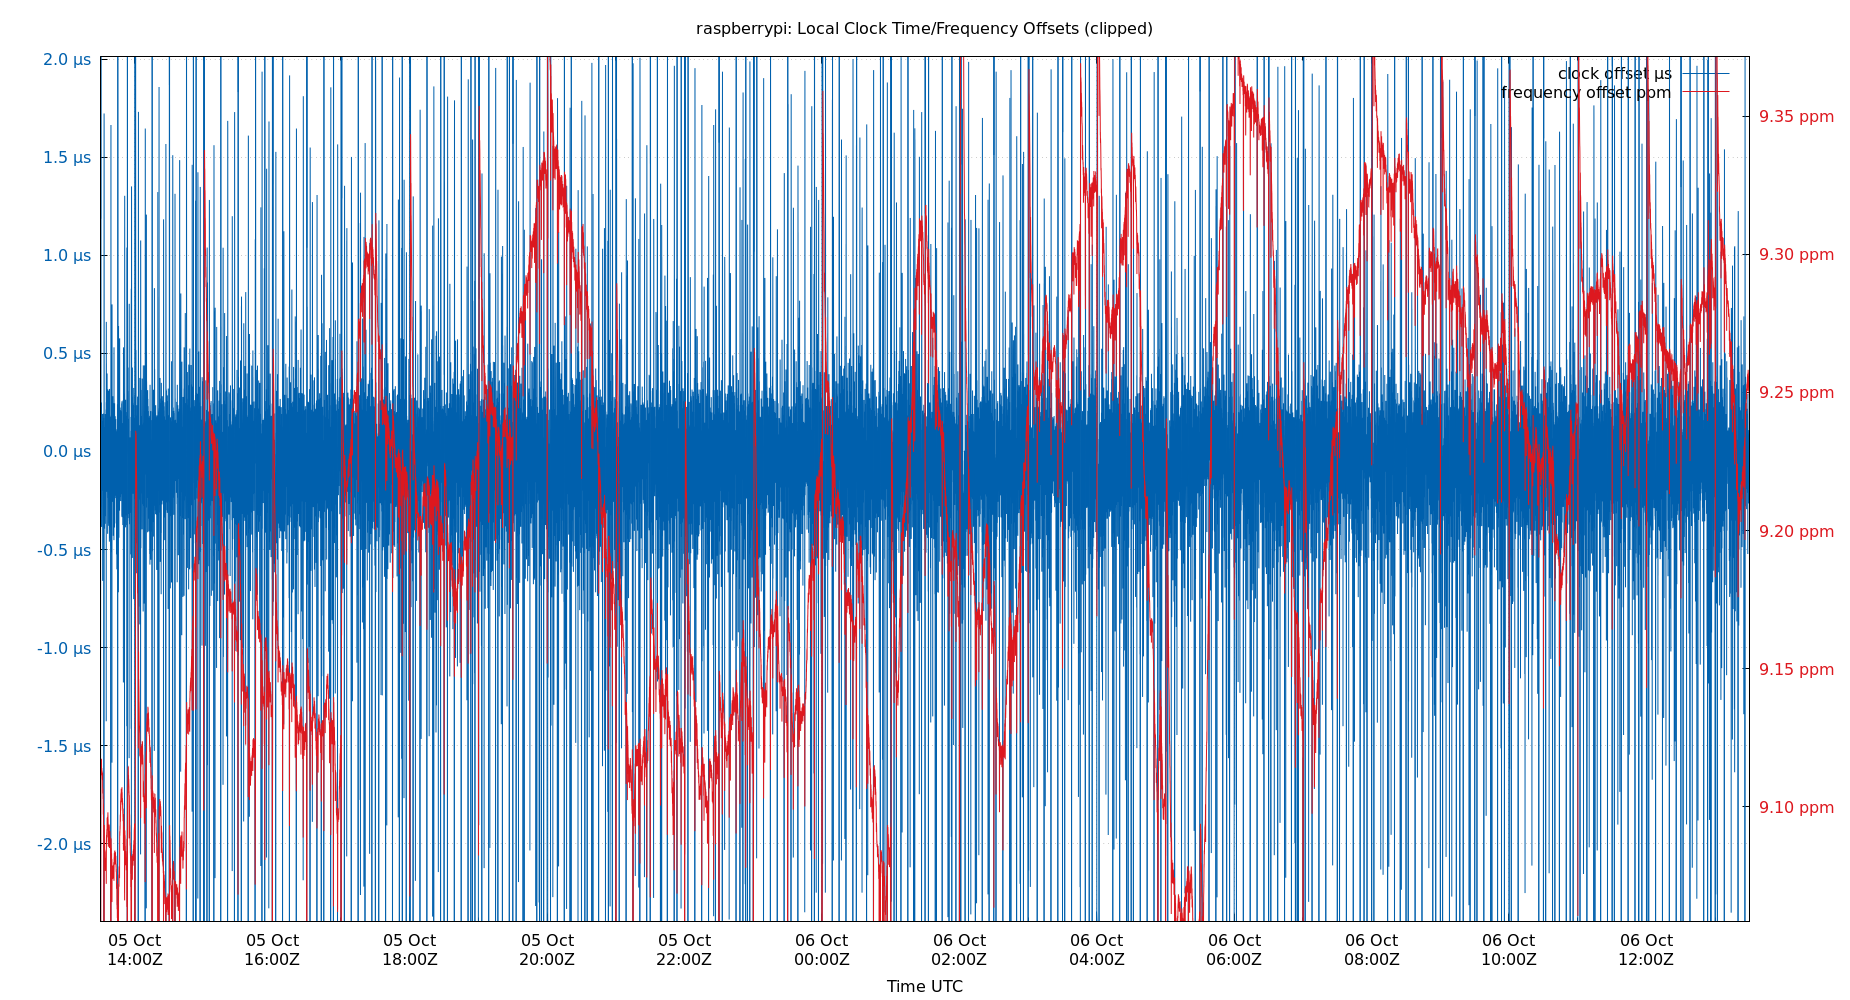 raspberrypi: Local Clock Time/Frequency Offsets (clipped)
2.0 µs
1.5 µs
1.0 µs
0.5 µs
0.0 µs
-0.5 µs
-1.0 µs
-1.5 µs
-2.0 µs
clock offset µs
frequency offset ppm
9.35 ppm
9.30 ppm
9.25 ppm
9.20 ppm
9.15 ppm
9.10 ppm
05 Oct 05 Oct 05 Oct 05 Oct 05 Oct 06 Oct 06 Oct 06 Oct 06 Oct 06 Oct 06 Oct 06 Oct
14:00Z 16:00Z 18:00Z 20:00Z 22:00Z 00:00Z 02:00Z 04:00Z 06:00Z 08:00Z 10:00Z 12:00Z
Time UTC